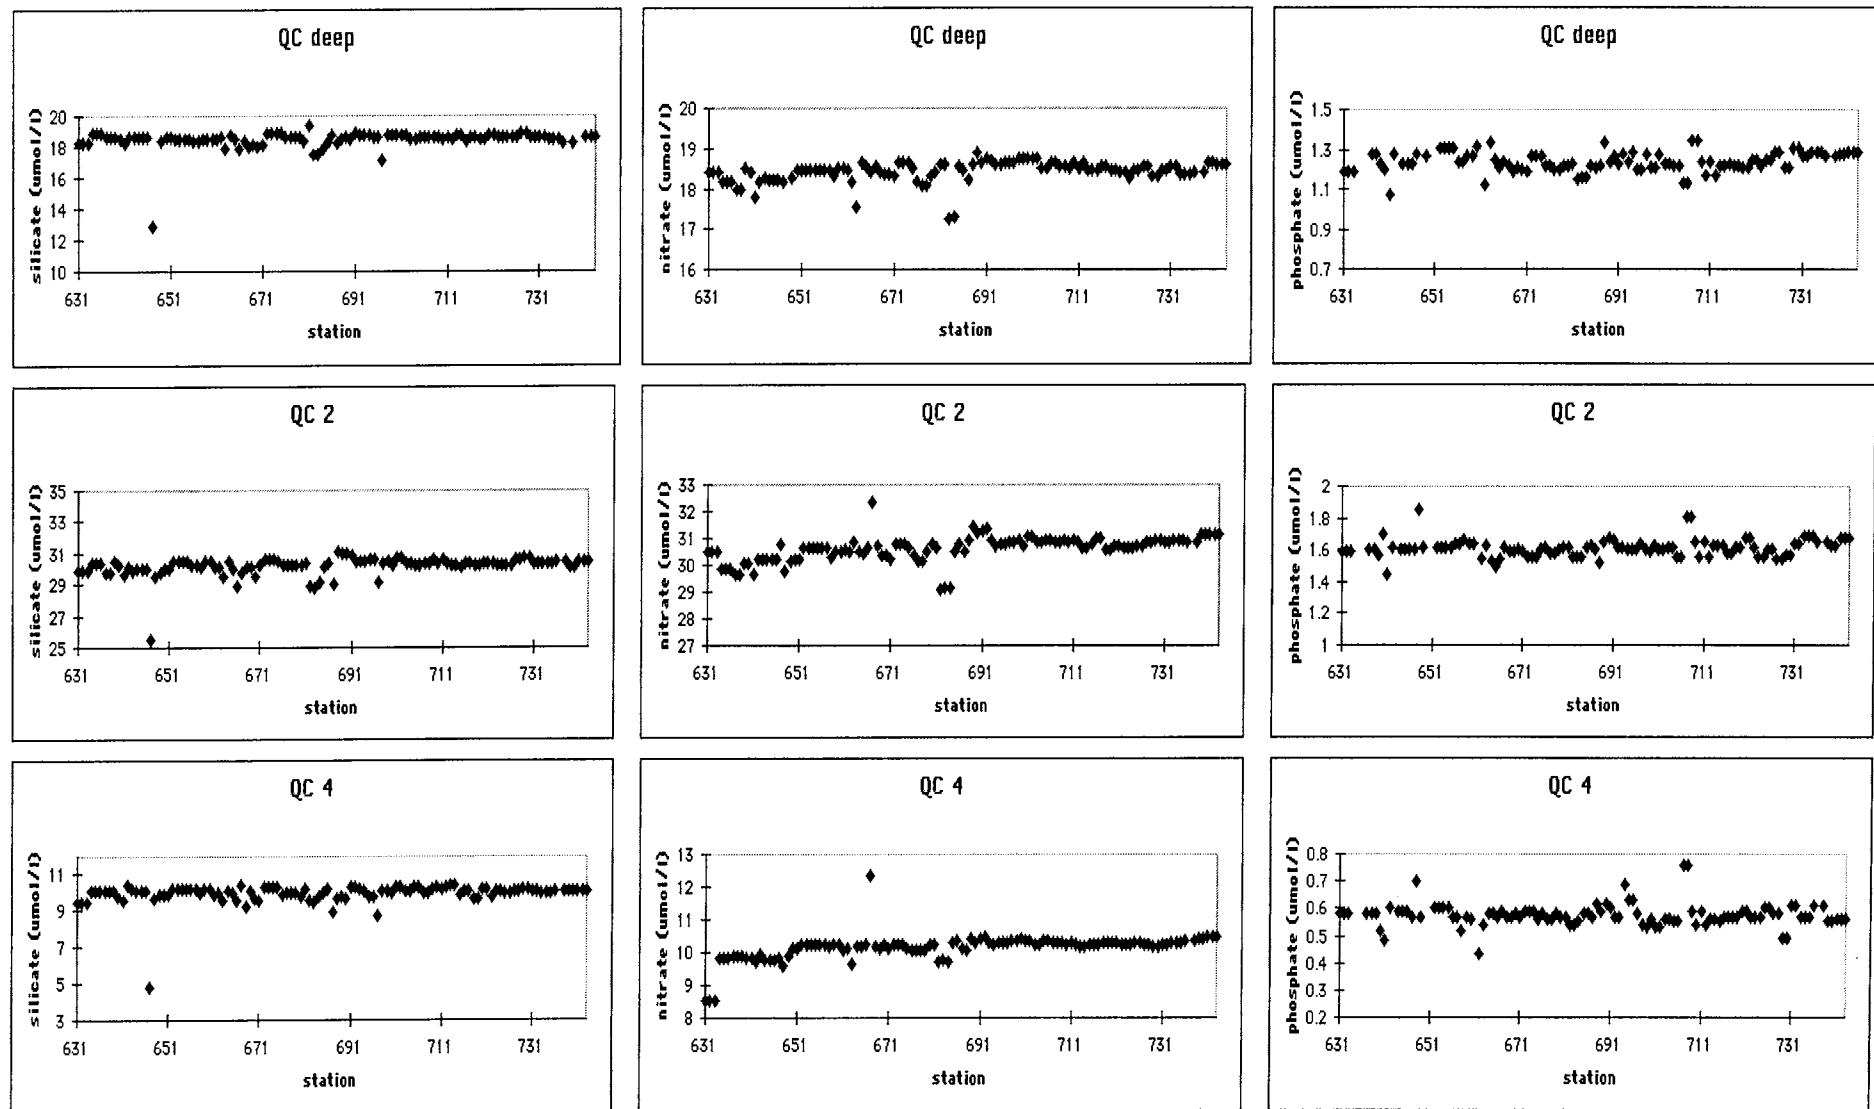 QC deep
silicate (umol/l)
20
18
16
14
12
10
631 651 671 691 711 731
station
QC deep
nitrate (umol/l)
20
19
18
17
16
631 651 671 691 711 731
station
QC deep
phosphate (umol/l)
1.5
1.3
1.1
0.9
0.7
631 651 671 691 711 731
station
QC 2
silicate (umol/l)
35
33
31
29
27
25
631 651 671 691 711 731
station
QC 2
nitrate (umol/l)
33
32
31
30
29
28
27
631 651 671 691 711 731
station
QC 2
phosphate (umol/l)
2
1.8
1.6
1.4
1.2
1
631 651 671 691 711 731
station
QC 4
silicate (umol/l)
11
9
7
5
3
631 651 671 691 711 731
station
QC 4
nitrate (umol/l)
13
12
11
10
9
8
631 651 671 691 711 731
station
QC 4
phosphate (umol/l)
0.8
0.7
0.6
0.5
0.4
0.3
0.2
631 651 671 691 711 731
station